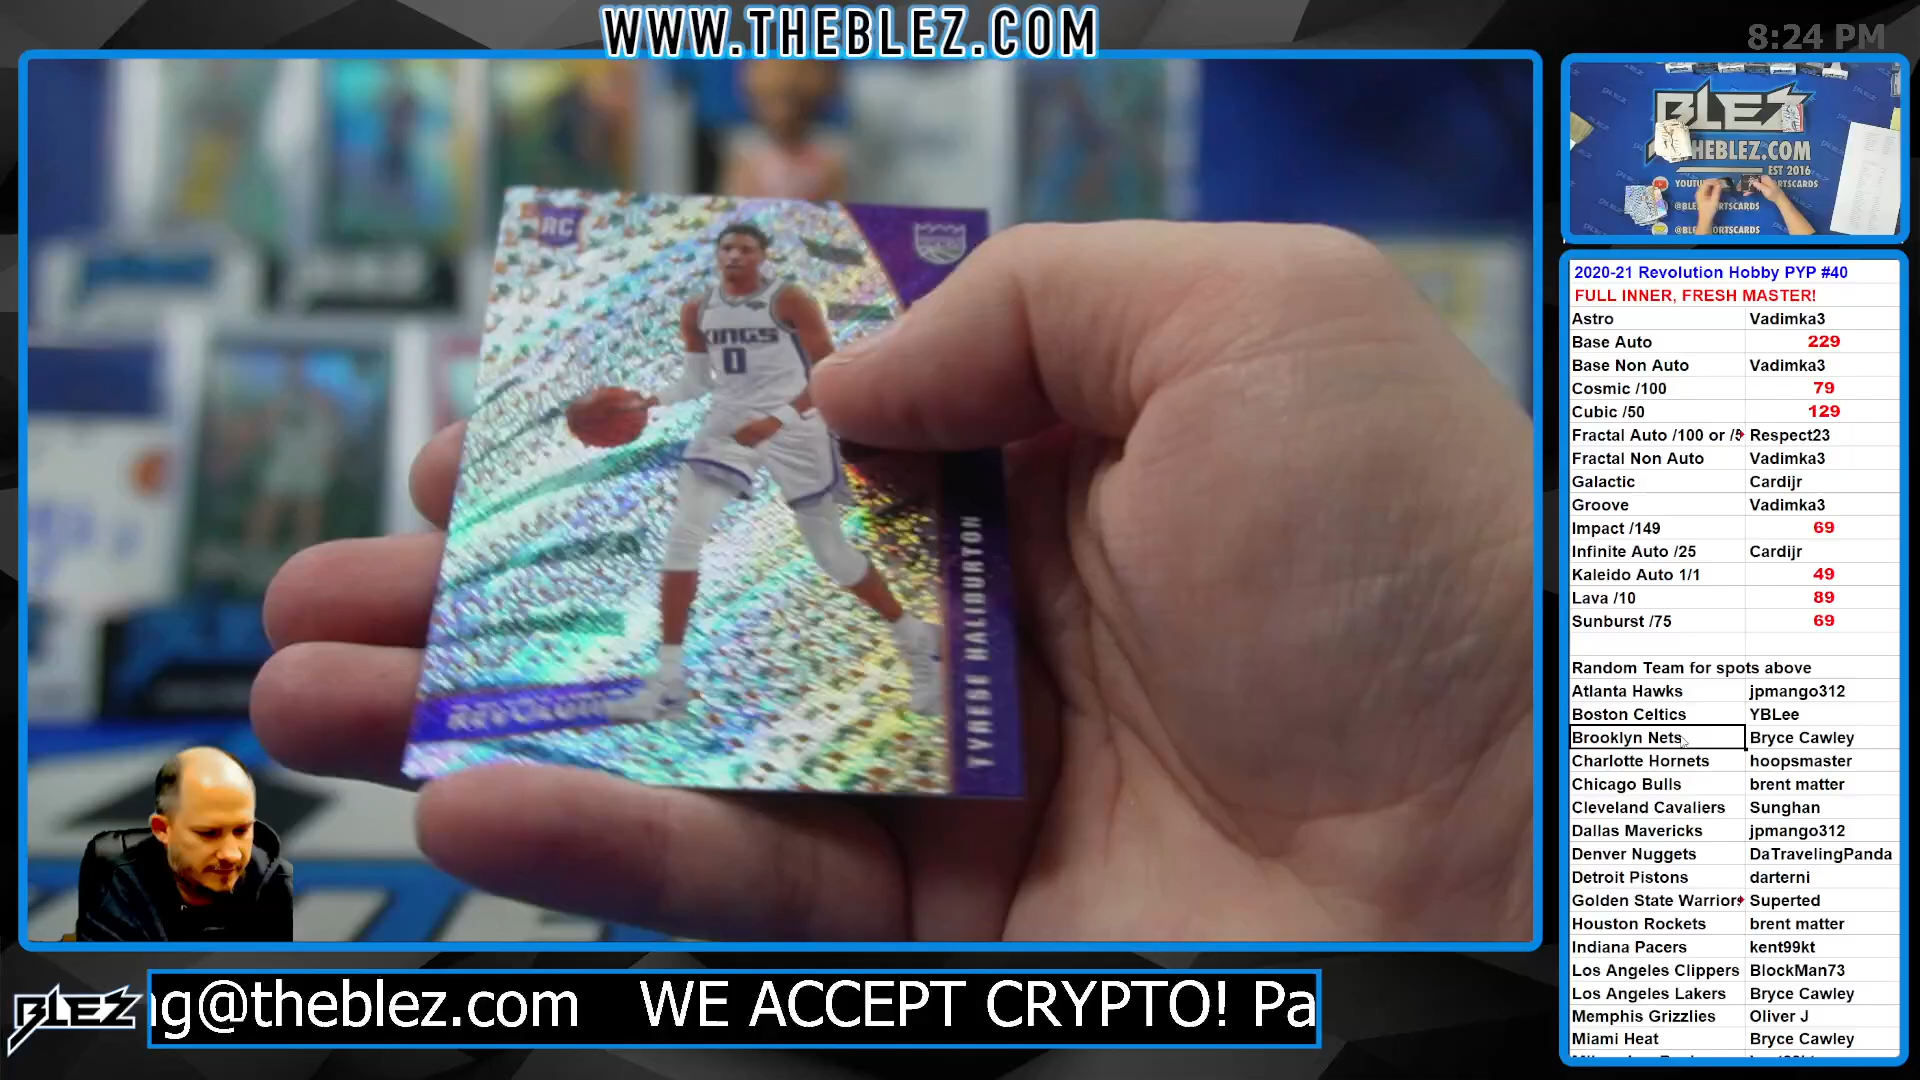 WWW.THEBLEZ.COM
8:24 PM
RC
KINGS
0
TYRESE HALIBURTON
REVOLUTI
BLEZ
THEBLEZ.COM
EST 2016
2020-21 Revolution Hobby PYP #40
FULL INNER, FRESH MASTER!
Astro Vadimka3
Base Auto 229
Base Non Auto Vadimka3
Cosmic /100 79
Cubic /50 129
Fractal Auto /100 or /5 Respect23
Fractal Non Auto Vadimka3
Galactic Cardijr
Groove Vadimka3
Impact /149 69
Infinite Auto /25 Cardijr
Kaleido Auto 1/1 49
Lava /10 89
Sunburst /75 69
Random Team for spots above
Atlanta Hawks jpmango312
Boston Celtics YBLee
Brooklyn Nets Bryce Cawley
Charlotte Hornets hoopsmaster
Chicago Bulls brent matter
Cleveland Cavaliers Sunghan
Dallas Mavericks jpmango312
Denver Nuggets DaTravelingPanda
Detroit Pistons darterni
Golden State Warriors Superted
Houston Rockets brent matter
Indiana Pacers kent99kt
Los Angeles Clippers BlockMan73
Los Angeles Lakers Bryce Cawley
Memphis Grizzlies Oliver J
Miami Heat Bryce Cawley
BLEZ
g@theblez.com WE ACCEPT CRYPTO! Pa